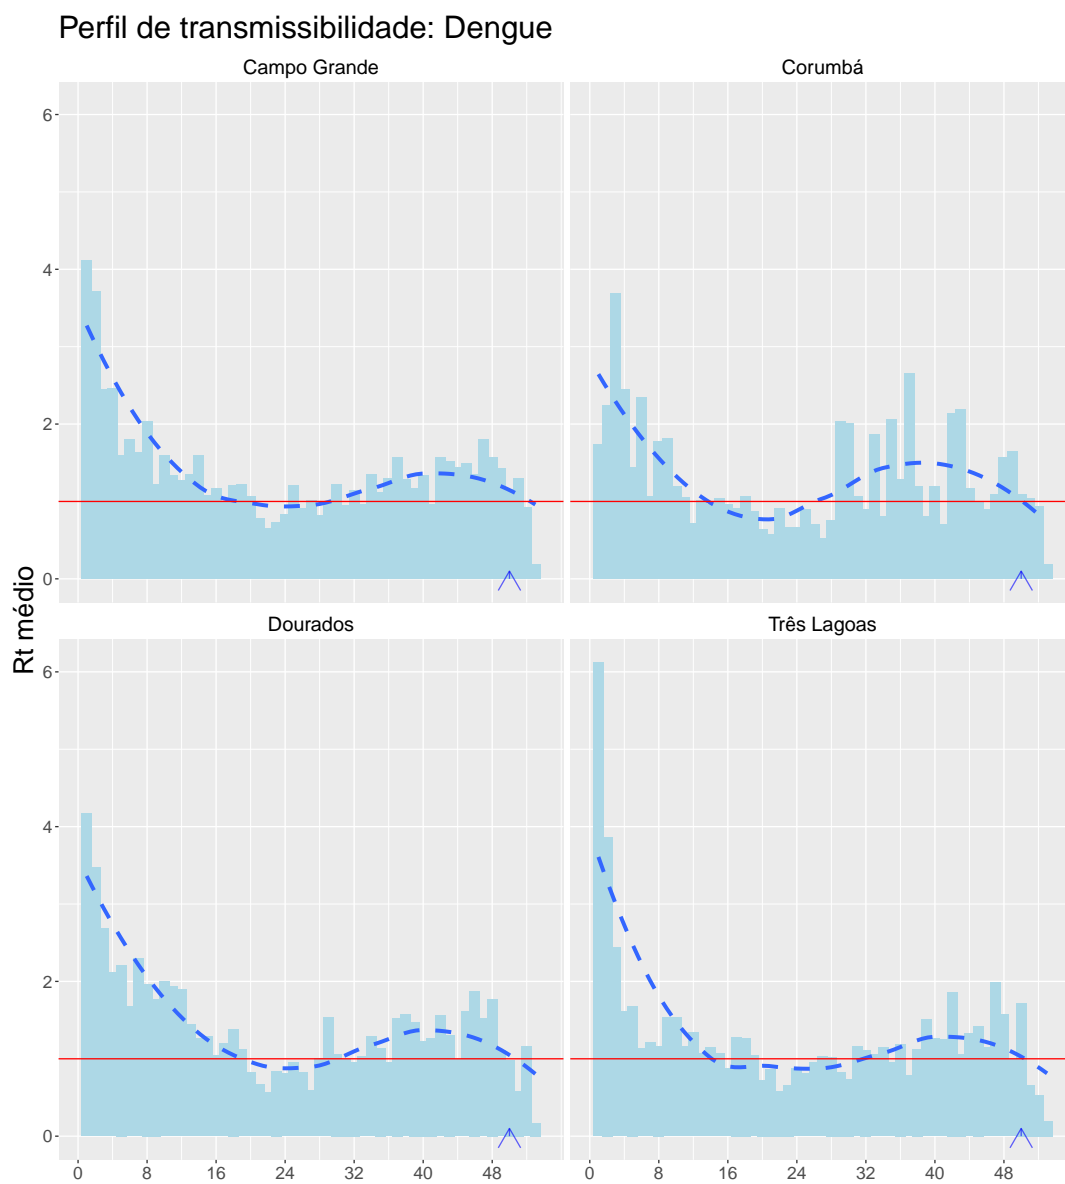 Perfil de transmissibilidade: Dengue
Campo Grande
Corumbá
6
4
2
0
Rt médio
Dourados
Três Lagoas
6
4
2
0
0 8 16 24 32 40 48
0 8 16 24 32 40 48